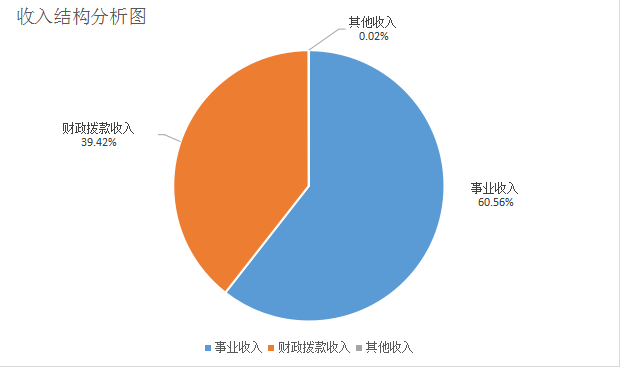 收入结构分析图
其他收入
0.02%
财政拨款收入
39.42%
事业收入
60.56%
事业收入 财政拨款收入 其他收入